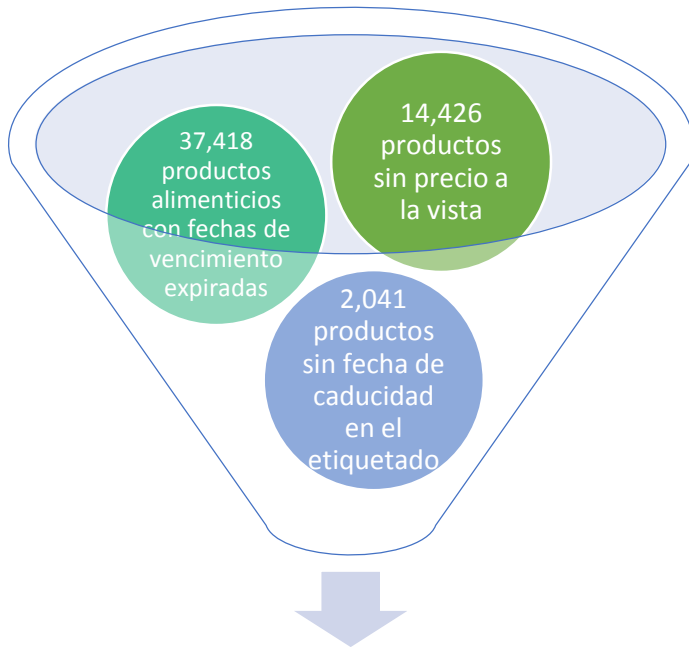 37,418
productos
alimenticios
con fechas de
vencimiento
expiradas
14,426
productos
sin precio a
la vista
2,041
productos
sin fecha de
caducidad
en el
etiquetado